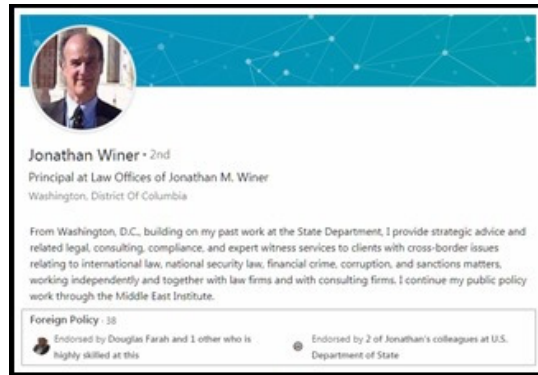 Jonathan Winer • 2nd
Principal at Law Offices of Jonathan M. Winer
Washington, District Of Columbia
From Washington, D.C., building on my past work at the State Department, I provide strategic advice and
related legal, consulting, compliance, and expert witness services to clients with cross-border issues
relating to international law, national security law, financial crime, corruption, and sanctions matters,
working independently and together with law firms and with consulting firms. I continue my public policy
work through the Middle East Institute.
Foreign Policy · 38
Endorsed by Douglas Farah and 1 other who is
highly skilled at this
Endorsed by 2 of Jonathan's colleagues at U.S.
Department of State